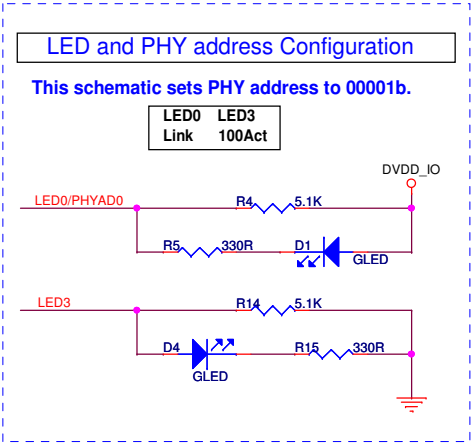 LED and PHY address Configuration
This schematic sets PHY address to 00001b.
LED0 LED3
Link 100Act
DVDD_IO
LED0/PHYAD0
R4 5.1K
R5 330R D1
GLED
LED3
R14 5.1K
D4 R15 330R
GLED